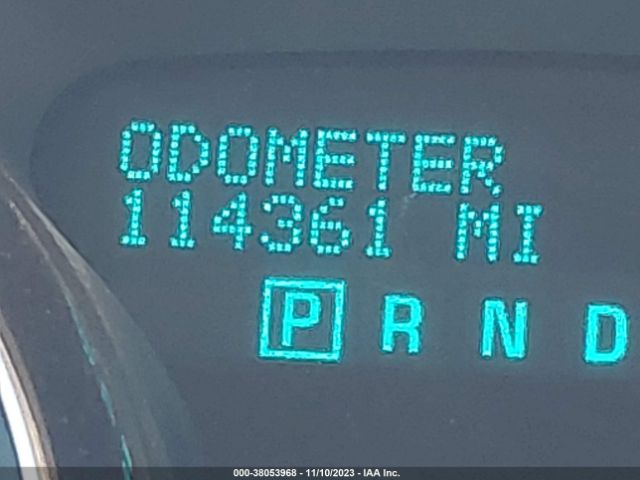 ODOMETER
114361 MI
P R N D
000-38053968 - 11/10/2023 - IAA Inc.